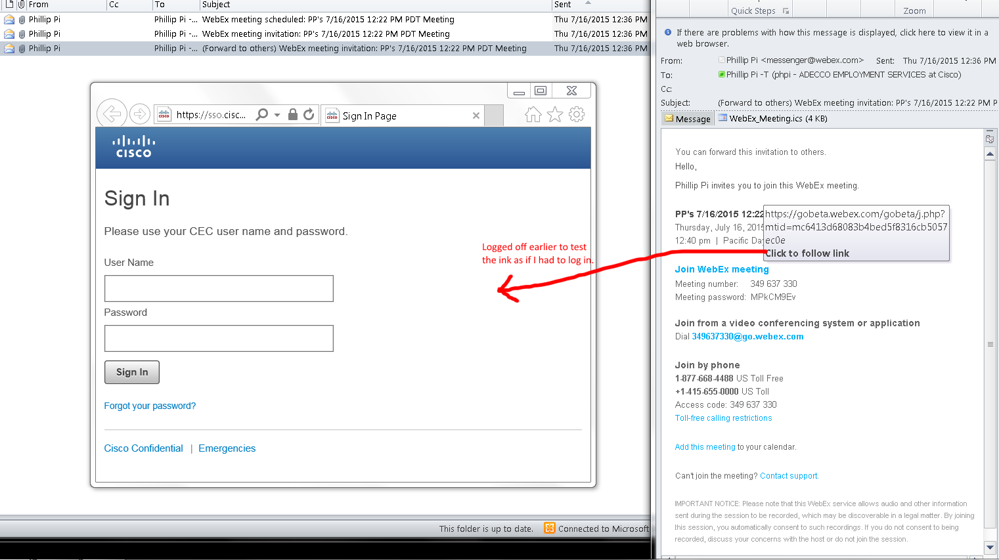 From Cc To Subject Sent
Phillip Pi Phillip Pi -... WebEx meeting scheduled: PP's 7/16/2015 12:22 PM PDT Meeting Thu 7/16/2015 12:36 PM
Phillip Pi Phillip Pi -... WebEx meeting invitation: PP's 7/16/2015 12:22 PM PDT Meeting Thu 7/16/2015 12:36 PM
Phillip Pi Phillip Pi -... (Forward to others) WebEx meeting invitation: PP's 7/16/2015 12:22 PM PDT Meeting Thu 7/16/2015 12:36 PM
https://sso.cisc... Sign In Page
CISCO
Sign In
Please use your CEC user name and password.
User Name
Password
Sign In
Forgot your password?
Cisco Confidential | Emergencies
Logged off earlier to test
the ink as if I had to log in.
This folder is up to date. Connected to Microsoft
Quick Steps Zoom
If there are problems with how this message is displayed, click here to view it in a
web browser.
From: Phillip Pi <messenger@webex.com> Sent: Thu 7/16/2015 12:36 PM
To: Phillip Pi -T (phpi - ADECCO EMPLOYMENT SERVICES at Cisco)
Cc:
Subject: (Forward to others) WebEx meeting invitation: PP's 7/16/2015 12:22 PM P
Message WebEx_Meeting.ics (4 KB)
You can forward this invitation to others.
Hello,
Phillip Pi invites you to join this WebEx meeting.
PP's 7/16/2015 12:22
Thursday, July 16, 2015
12:40 pm | Pacific Day
https://gobeta.webex.com/gobeta/j.php?
mtid=mc6413d68083b4bed5f8316cb5057
ec0e
Click to follow link
Join WebEx meeting
Meeting number: 349 637 330
Meeting password: MPkCM9Ev
Join from a video conferencing system or application
Dial 349637330@go.webex.com
Join by phone
1-877-668-4488 US Toll Free
+1-415-655-0000 US Toll
Access code: 349 637 330
Toll-free calling restrictions
Add this meeting to your calendar.
Can't join the meeting? Contact support.
IMPORTANT NOTICE: Please note that this WebEx service allows audio and other information
sent during the session to be recorded, which may be discoverable in a legal matter. By joining
this session, you automatically consent to such recordings. If you do not consent to being
recorded, discuss your concerns with the host or do not join the session.